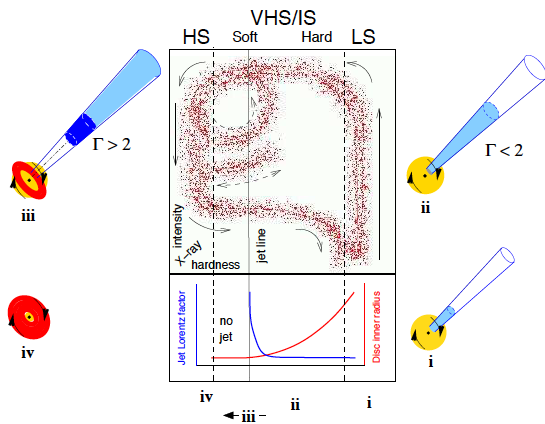 VHS/IS
HS Soft Hard LS
Γ > 2
iii
Γ < 2
ii
intensity
X-ray
hardness
jet line
iv
Jet Lorentz factor
no
jet
Disc inner radius
i
iv
iii
ii
i